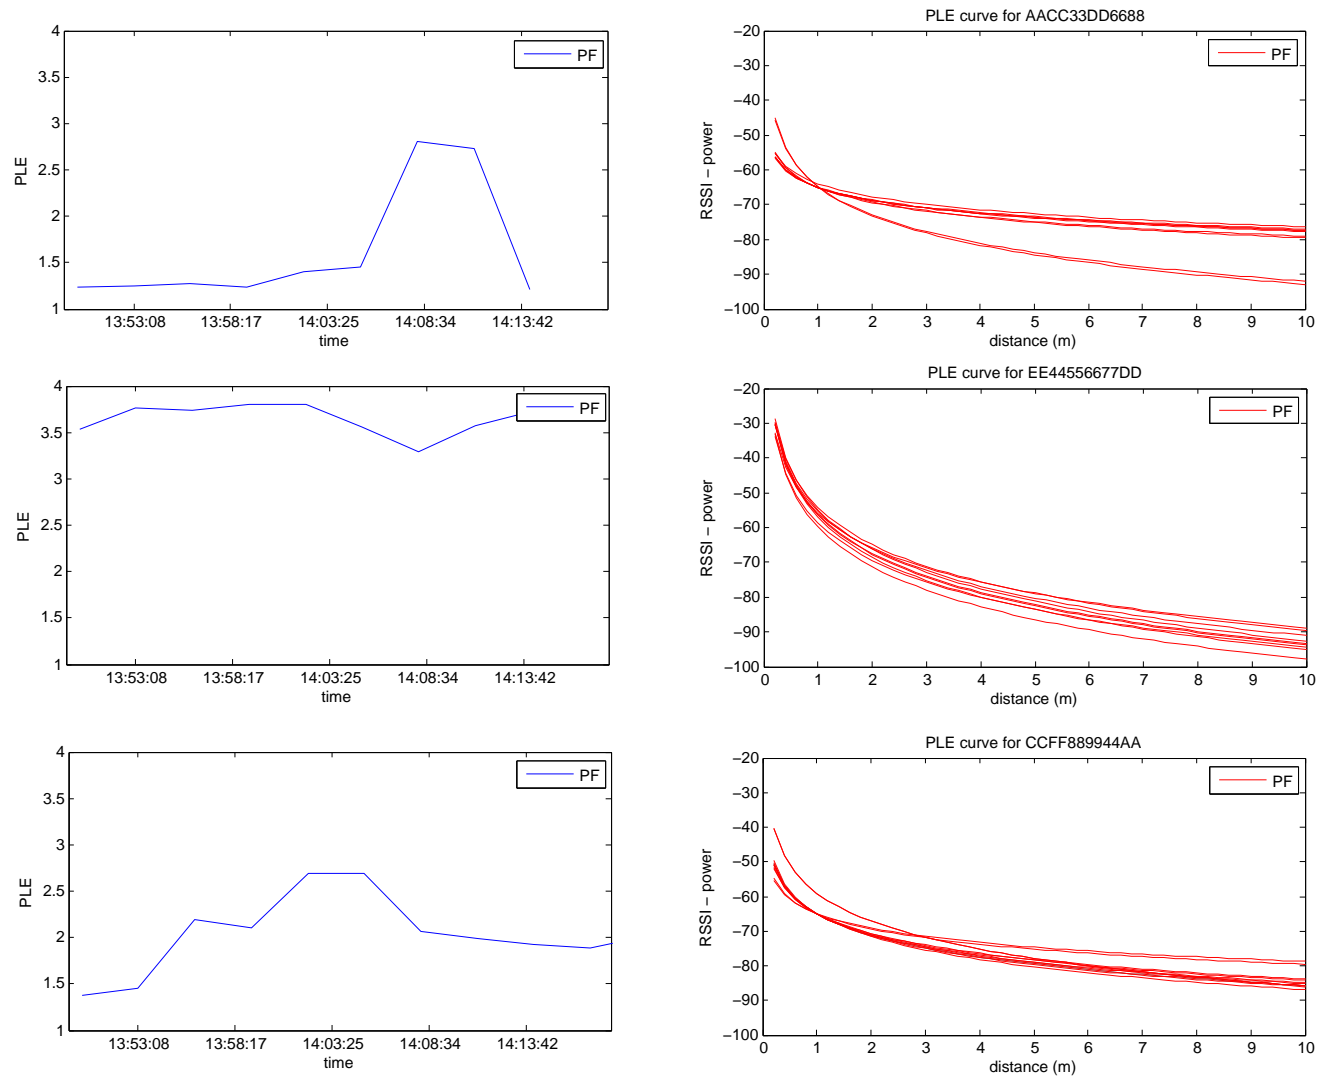 4
3.5
3
2.5
2
1.5
1
PLE
PF
13:53:08 13:58:17 14:03:25 14:08:34 14:13:42
time
PLE curve for AACC33DD6688
−20
−30
−40
−50
−60
−70
−80
−90
−100
RSSI − power
PF
0 1 2 3 4 5 6 7 8 9 10
distance (m)
4
3.5
3
2.5
2
1.5
1
PLE
PF
13:53:08 13:58:17 14:03:25 14:08:34 14:13:42
time
PLE curve for EE44556677DD
−20
−30
−40
−50
−60
−70
−80
−90
−100
RSSI − power
PF
0 1 2 3 4 5 6 7 8 9 10
distance (m)
4
3.5
3
2.5
2
1.5
1
PLE
PF
13:53:08 13:58:17 14:03:25 14:08:34 14:13:42
time
PLE curve for CCFF889944AA
−20
−30
−40
−50
−60
−70
−80
−90
−100
RSSI − power
PF
0 1 2 3 4 5 6 7 8 9 10
distance (m)